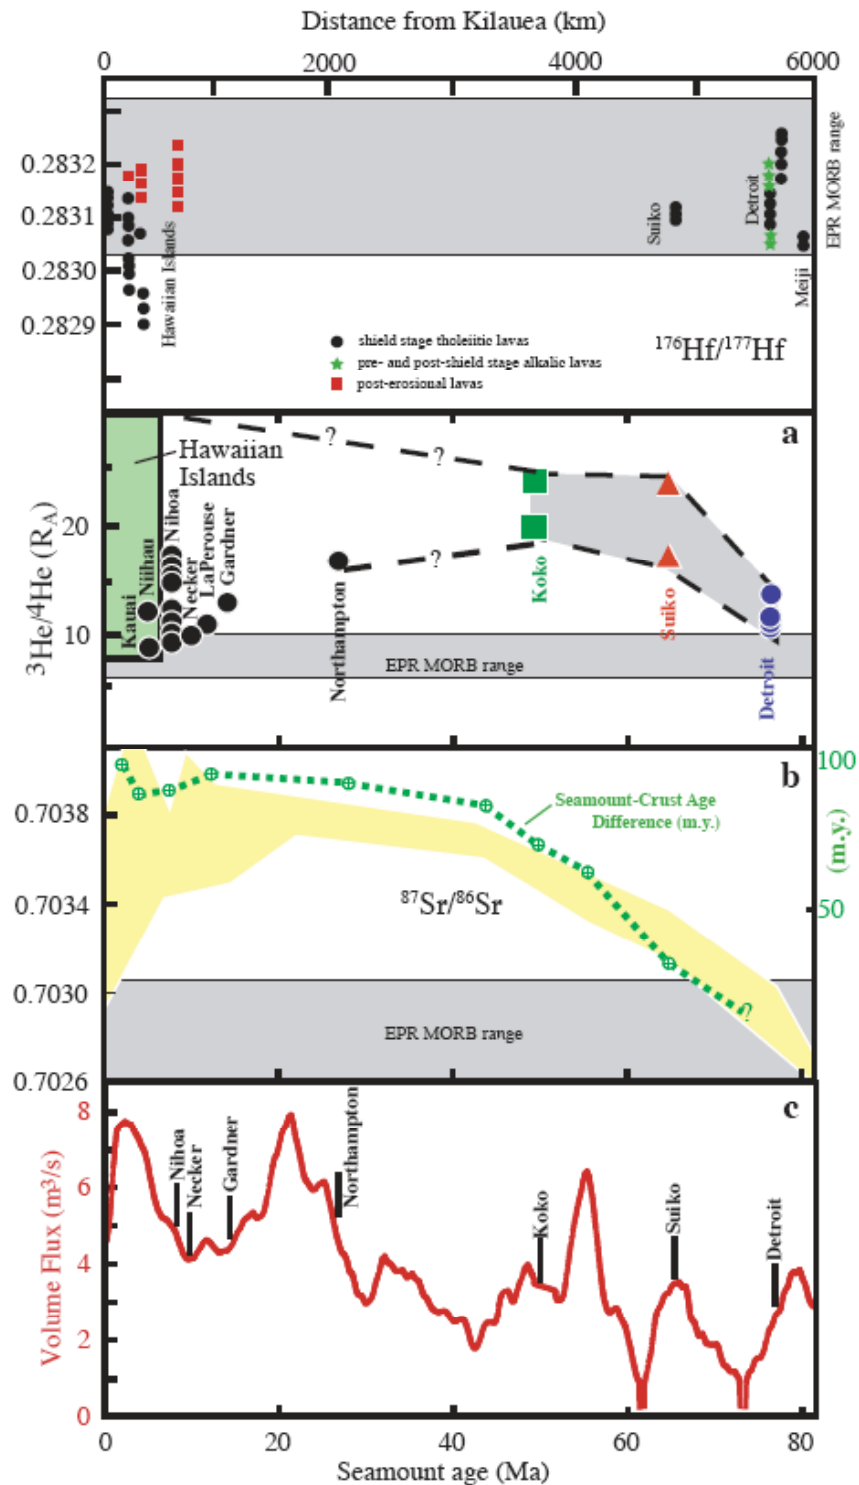 Distance from Kilauea (km)
0 2000 4000 6000
0.2832
0.2831
0.2830
0.2829
Hawaiian Islands
Suiko
Detroit
Meiji
EPR MORB range
shield stage tholeiitic lavas
pre- and post-shield stage alkalic lavas
post-erosional lavas
¹⁷⁶Hf/¹⁷⁷Hf
a
³He/⁴He (R_A)
20
10
Hawaiian
Islands
? ? ?
Kauai
Niihau
Nihoa
Necker
LaPerouse
Gardner
Northampton
Koko
Suiko
Detroit
EPR MORB range
b
100
50
(m.y.)
0.7038
0.7034
0.7030
0.7026
Seamount-Crust Age
Difference (m.y.)
⁸⁷Sr/⁸⁶Sr
?
EPR MORB range
c
Volume Flux (m³/s)
8
6
4
2
0
Nihoa
Necker
Gardner
Northampton
Koko
Suiko
Detroit
0 20 40 60 80
Seamount age (Ma)